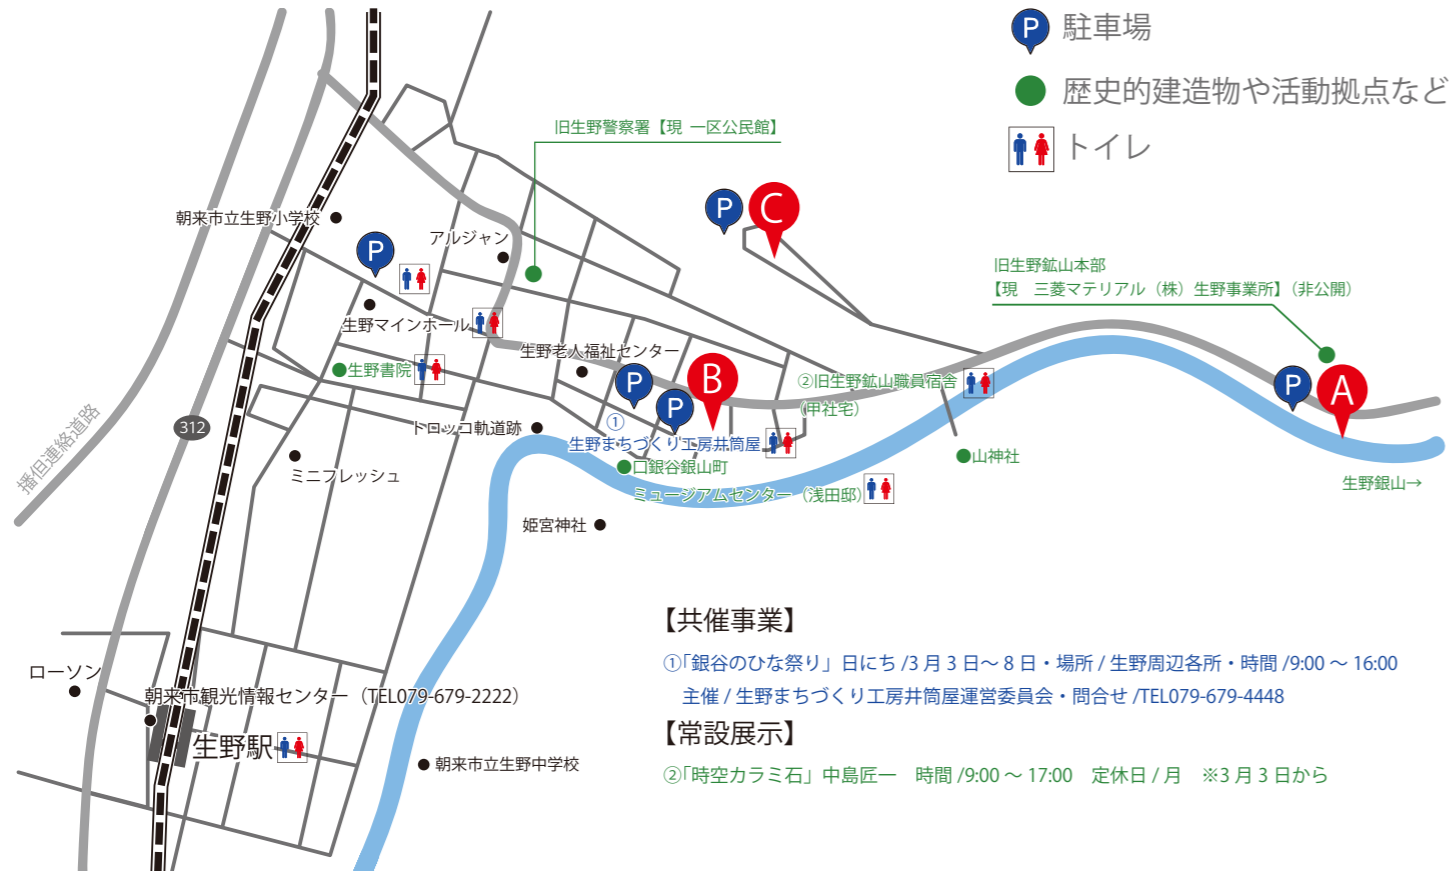 P 駐車場
歴史的建造物や活動拠点など
トイレ
旧生野警察署【現 一区公民館】
朝来市立生野小学校
アルジャン
P
P
C
生野マインホール
生野書院
生野老人福祉センター
旧生野鉱山本部
【現　三菱マテリアル（株）生野事業所】（非公開）
P
P
B
②旧生野鉱山職員宿舎
（甲社宅）
P
A
播但連絡道路
312
トロッコ軌道跡
①
生野まちづくり工房井筒屋
口銀谷銀山町
ミュージアムセンター（浅田邸）
山神社
生野銀山→
ミニフレッシュ
姫宮神社
【共催事業】
①「銀谷のひな祭り」日にち /3 月 3 日～ 8 日・場所 / 生野周辺各所・時間 /9:00 ～ 16:00
主催 / 生野まちづくり工房井筒屋運営委員会・問合せ /TEL079-679-4448
【常設展示】
②「時空カラミ石」中島匠一　時間 /9:00 ～ 17:00　定休日 / 月　※3 月 3 日から
ローソン
朝来市観光情報センター（TEL079-679-2222）
生野駅
朝来市立生野中学校